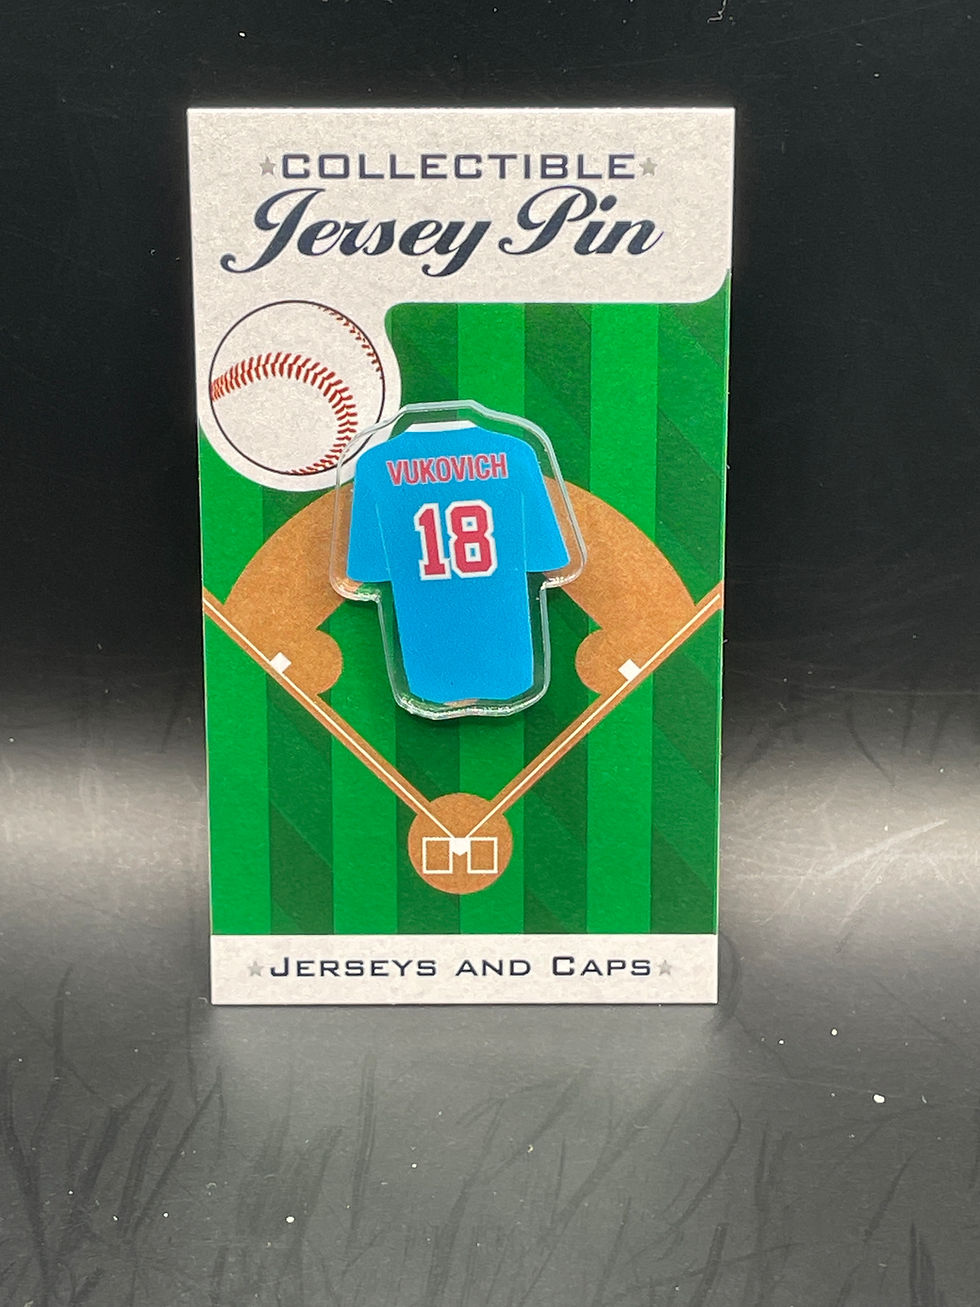 COLLECTIBLE
Jersey Pin
VUKOVICH
18
JERSEYS AND CAPS